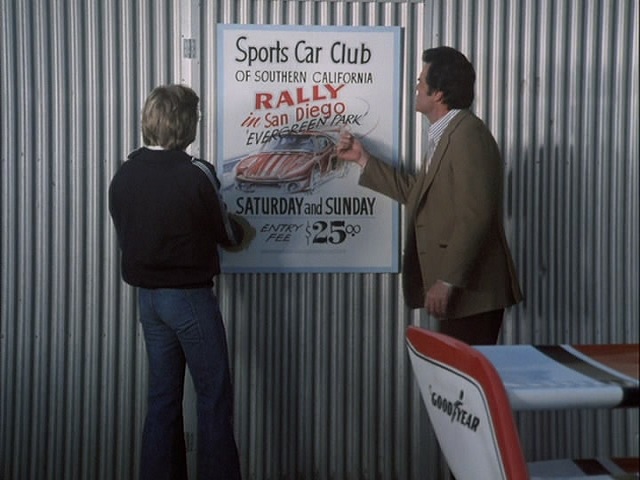 Sports Car Club
OF SOUTHERN CALIFORNIA
RALLY
in San Diego
'EVERGREEN PARK'
SATURDAY and SUNDAY
ENTRY
FEE $25.00
GOODYEAR